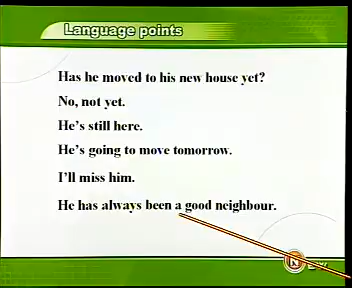 Language points
Has he moved to his new house yet?
No, not yet.
He's still here.
He's going to move tomorrow.
I'll miss him.
He has always been a good neighbour.